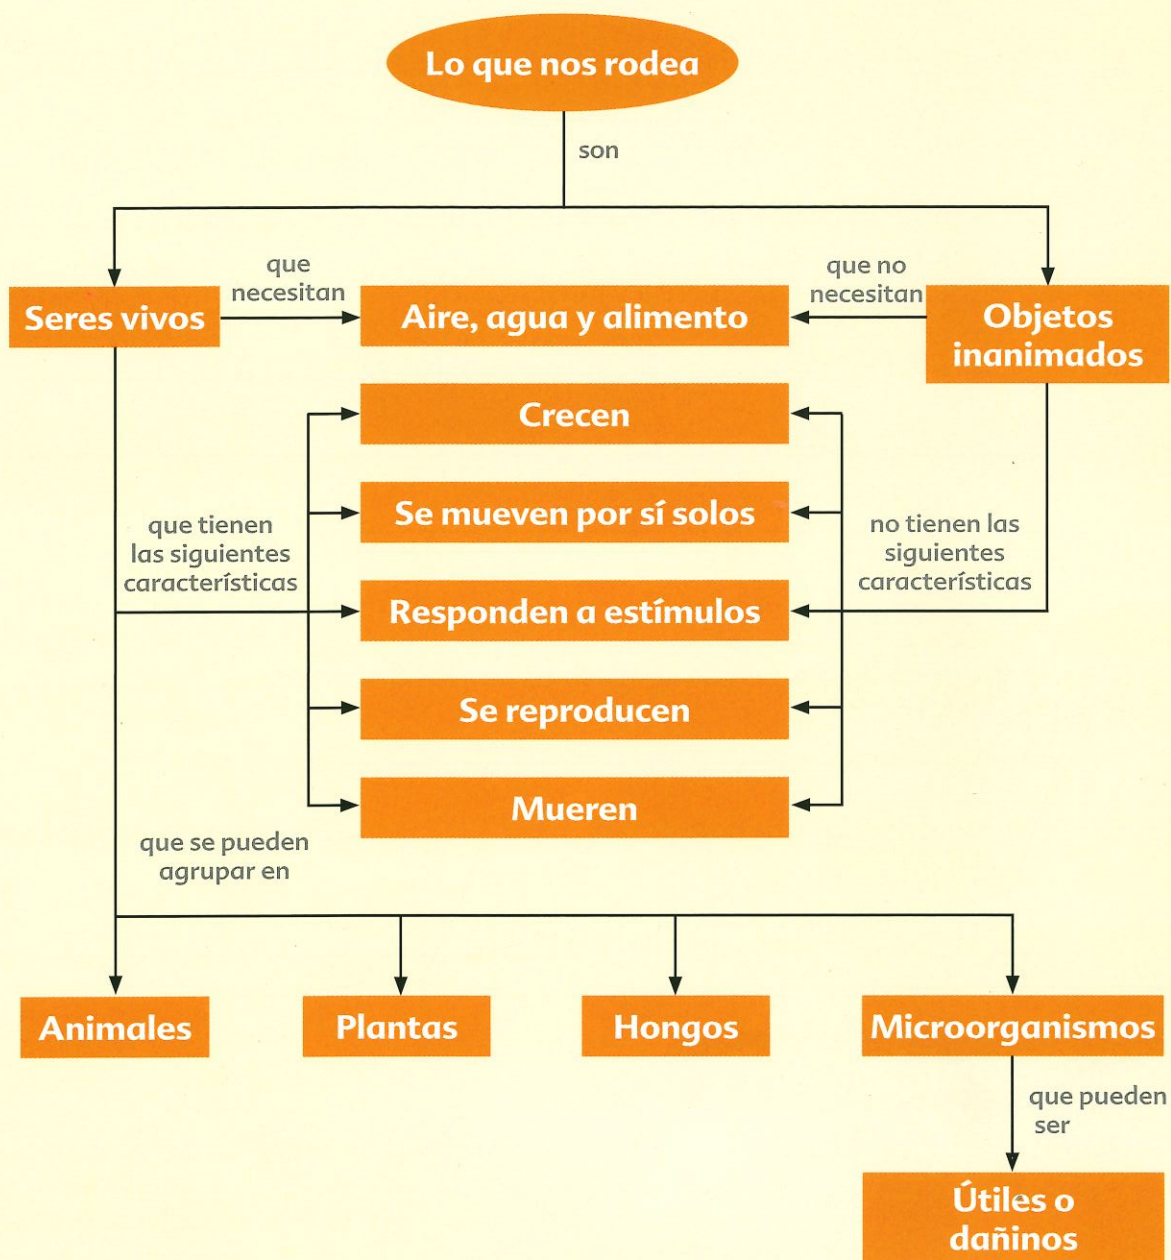 Lo que nos rodea
son
que
necesitan
que no
necesitan
Seres vivos
Aire, agua y alimento
Objetos
inanimados
Crecen
Se mueven por sí solos
que tienen
las siguientes
características
no tienen las
siguientes
características
Responden a estímulos
Se reproducen
Mueren
que se pueden
agrupar en
Animales
Plantas
Hongos
Microorganismos
que pueden
ser
Útiles o
dañinos